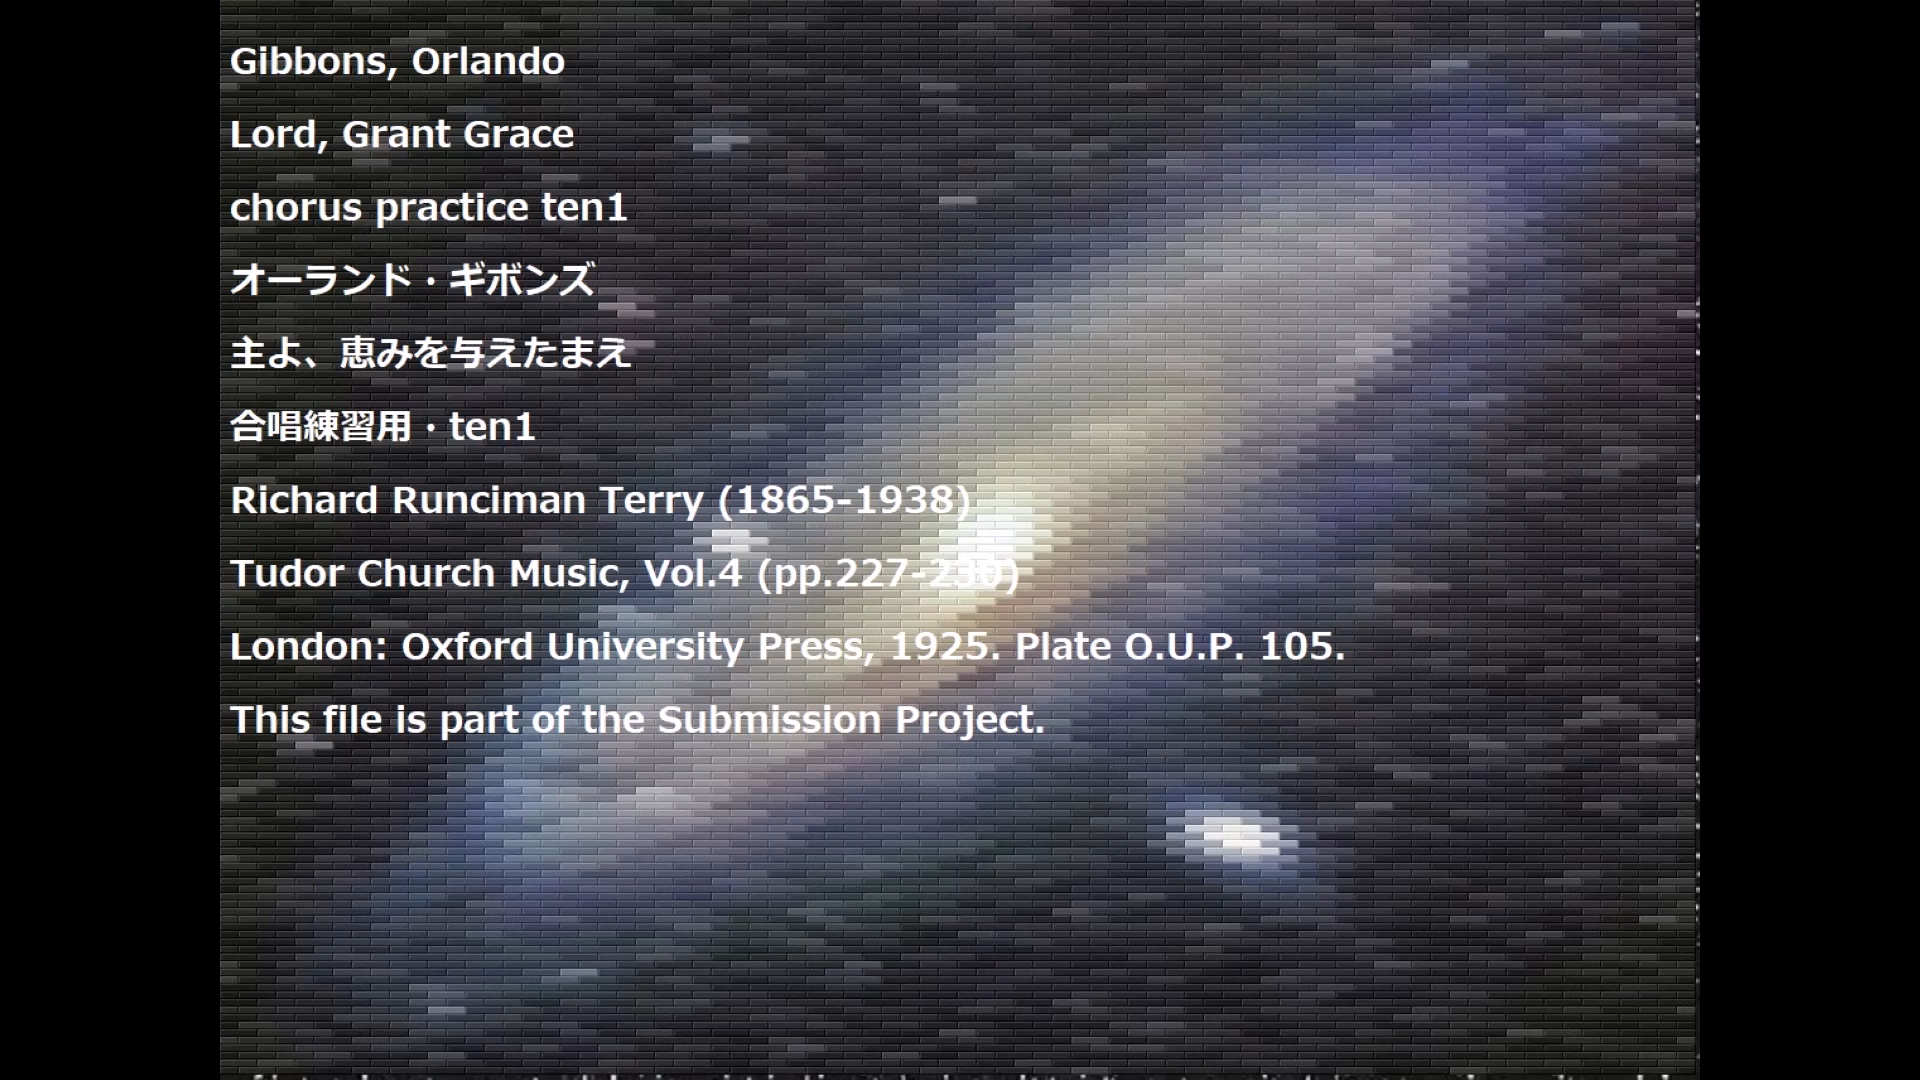 Gibbons, Orlando
Lord, Grant Grace
chorus practice ten1
オーランド・ギボンズ
主よ、恵みを与えたまえ
合唱練習用・ten1
Richard Runciman Terry (1865-1938)
Tudor Church Music, Vol.4 (pp.227-230)
London: Oxford University Press, 1925. Plate O.U.P. 105.
This file is part of the Submission Project.